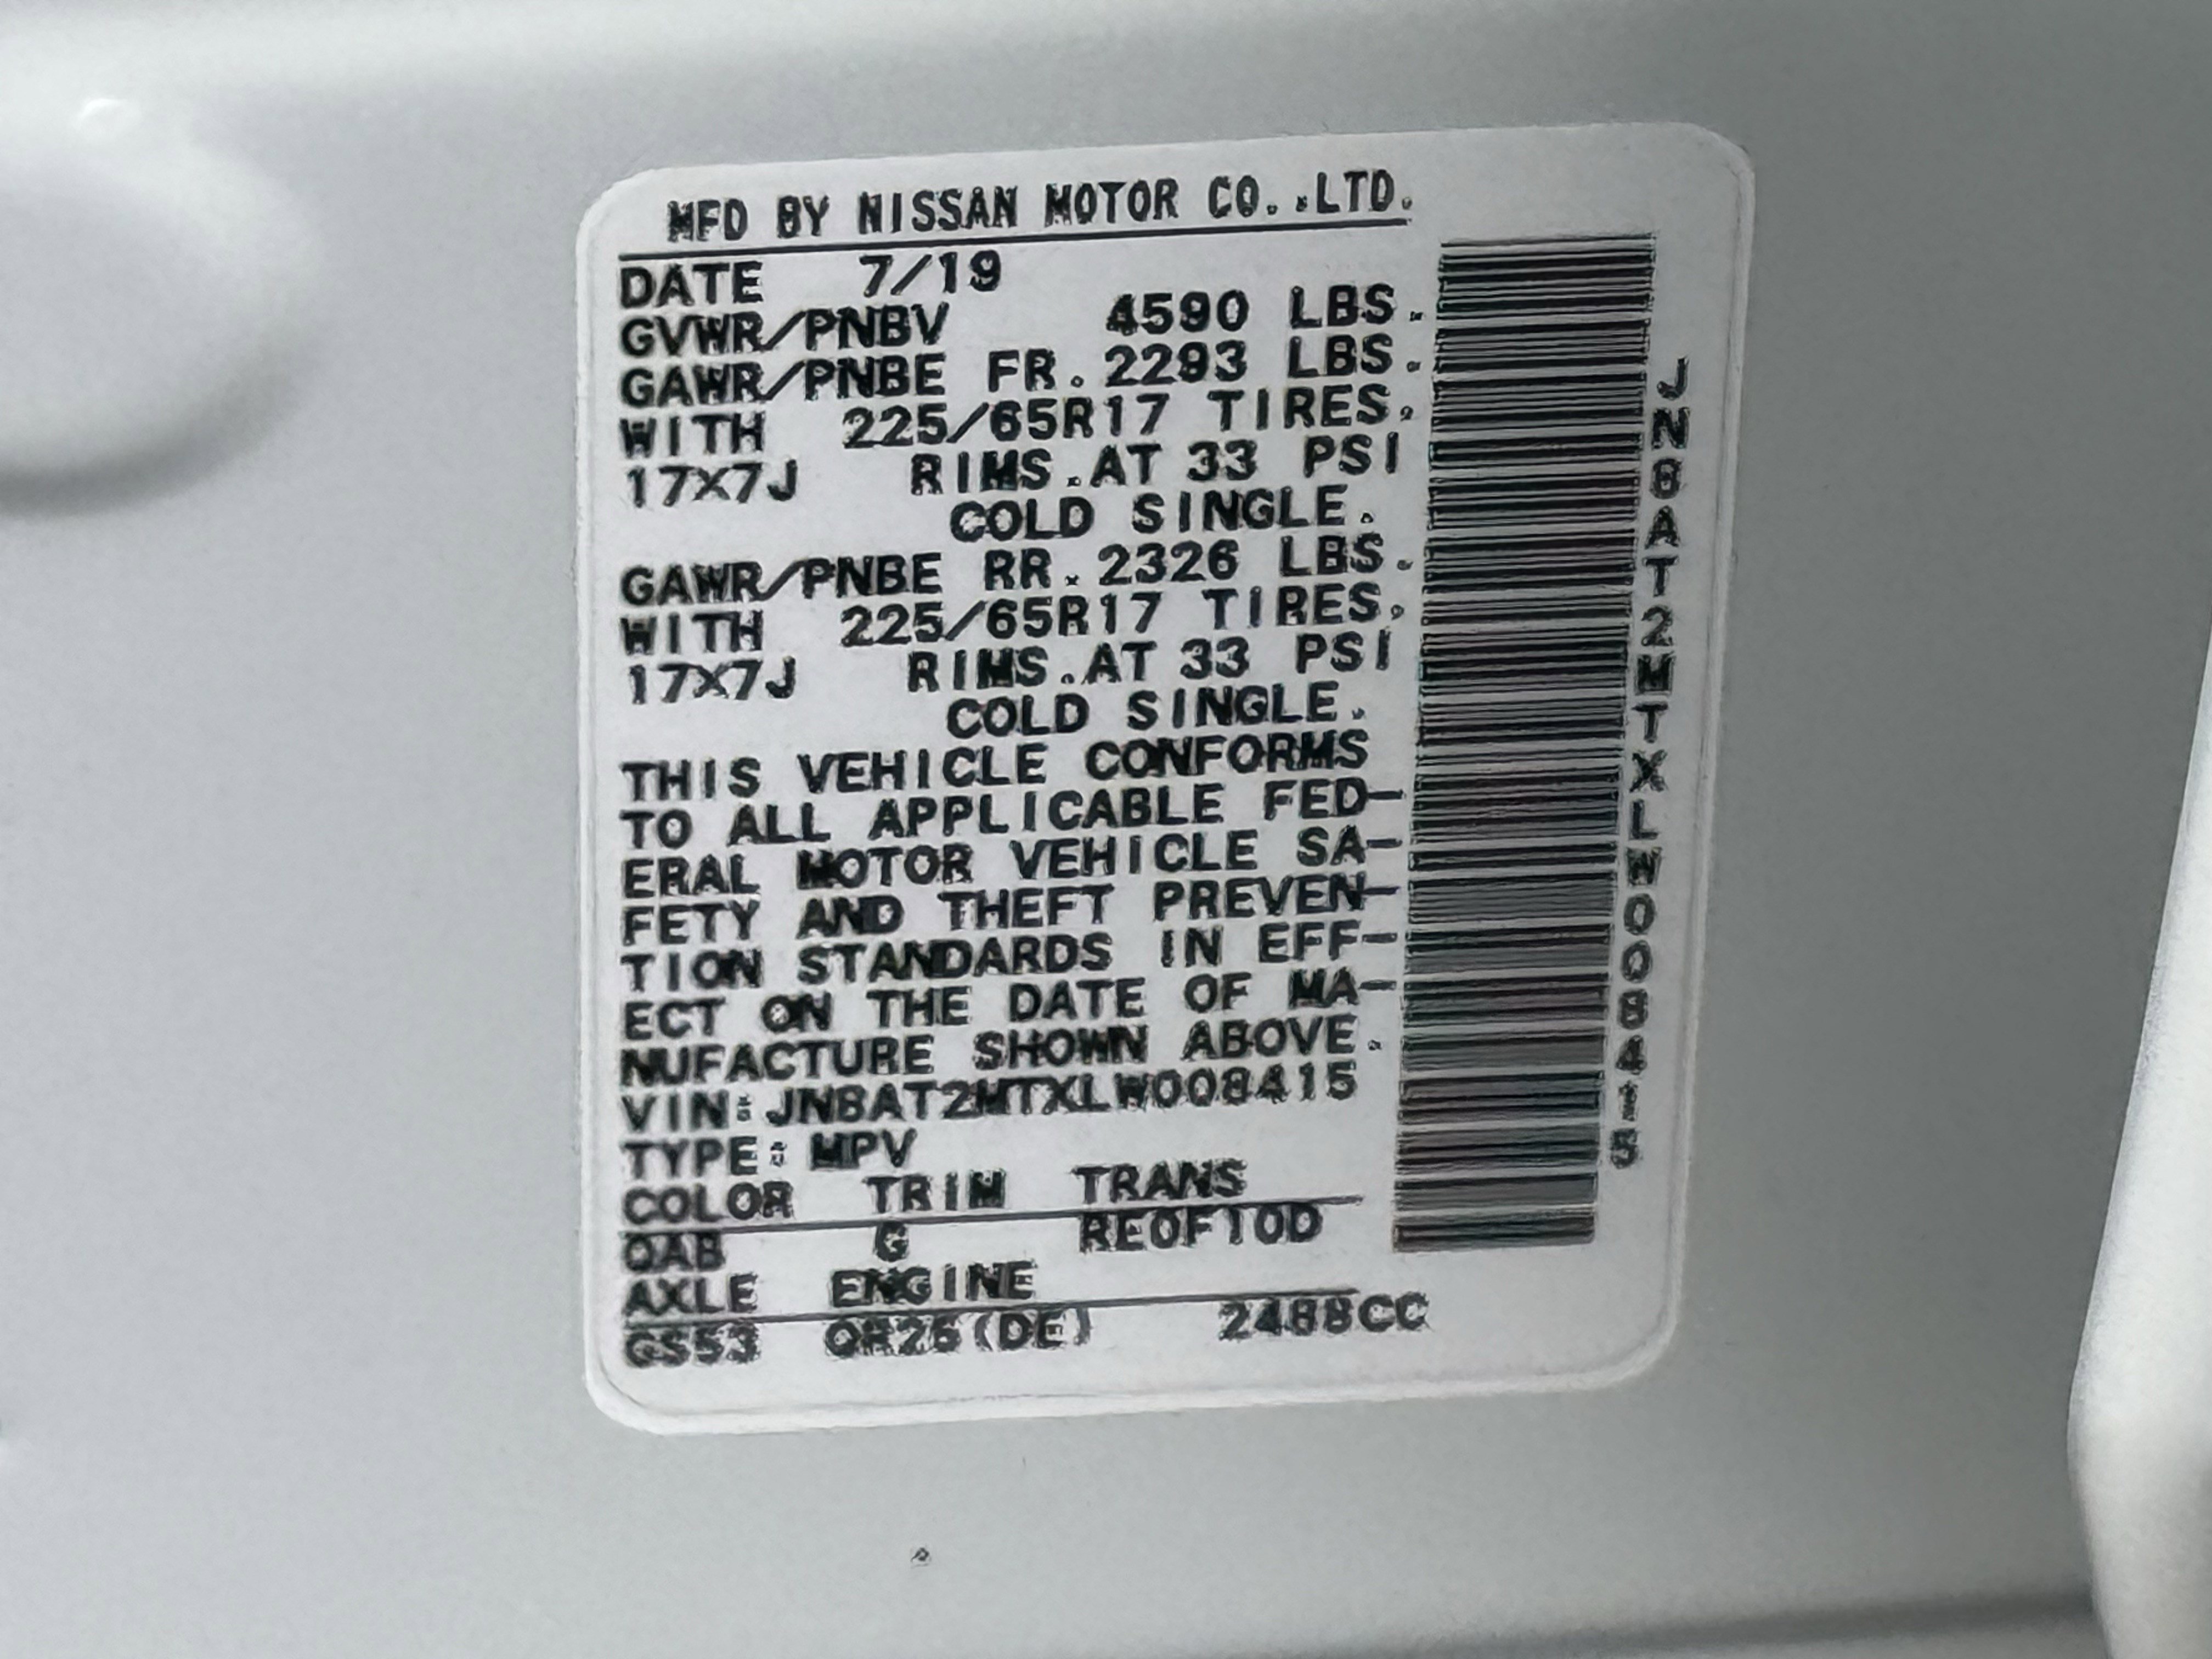 MFD BY NISSAN MOTOR CO.,LTD.
DATE 7/19
GVWR/PNBV 4590 LBS.
GAWR/PNBE FR. 2293 LBS.
WITH 225/65R17 TIRES,
17X7J RIMS,AT 33 PSI
COLD SINGLE.
GAWR/PNBE RR. 2326 LBS.
WITH 225/65R17 TIRES,
17X7J RIMS,AT 33 PSI
COLD SINGLE.
THIS VEHICLE CONFORMS
TO ALL APPLICABLE FED-
ERAL MOTOR VEHICLE SA-
FETY AND THEFT PREVEN-
TION STANDARDS IN EFF-
ECT ON THE DATE OF MA-
NUFACTURE SHOWN ABOVE.
VIN:JN8AT2MTXLW008415
TYPE:MPV
COLOR TRIM TRANS
QAB G RE0F10D
AXLE ENGINE
GS53 QR25(DE) 2488CC
JN8AT2MTXLW008415